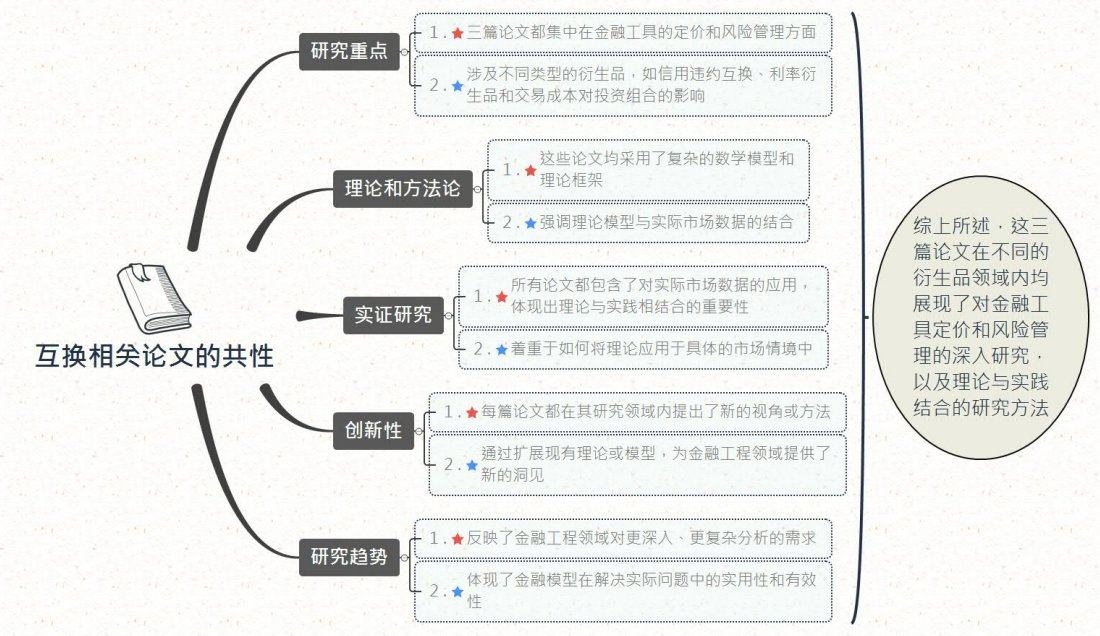 互换相关论文的共性
研究重点
1.三篇论文都集中在金融工具的定价和风险管理方面
2.涉及不同类型的衍生品，如信用违约互换、利率衍
生品和交易成本对投资组合的影响
理论和方法论
1.这些论文均采用了复杂的数学模型和
理论框架
2.强调理论模型与实际市场数据的结合
实证研究
1.所有论文都包含了对实际市场数据的应用，
体现出理论与实践相结合的重要性
2.着重于如何将理论应用于具体的市场情境中
创新性
1.每篇论文都在其研究领域内提出了新的视角或方法
2.通过扩展现有理论或模型，为金融工程领域提供了
新的洞见
研究趋势
1.反映了金融工程领域对更深入、更复杂分析的需求
2.体现了金融模型在解决实际问题中的实用性和有效
性
综上所述，这三
篇论文在不同的
衍生品领域内均
展现了对金融工
具定价和风险管
理的深入研究，
以及理论与实践
结合的研究方法